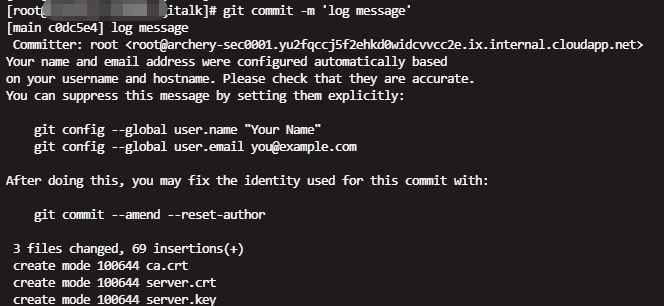 [root@italk]# git commit -m 'log message'
[main c0dc5e4] log message
Committer: root <root@archery-sec0001.yu2fqccj5f2ehkd0widcvvcc2e.ix.internal.cloudapp.net>
Your name and email address were configured automatically based
on your username and hostname. Please check that they are accurate.
You can suppress this message by setting them explicitly:
git config --global user.name "Your Name"
git config --global user.email you@example.com
After doing this, you may fix the identity used for this commit with:
git commit --amend --reset-author
3 files changed, 69 insertions(+)
create mode 100644 ca.crt
create mode 100644 server.crt
create mode 100644 server.key